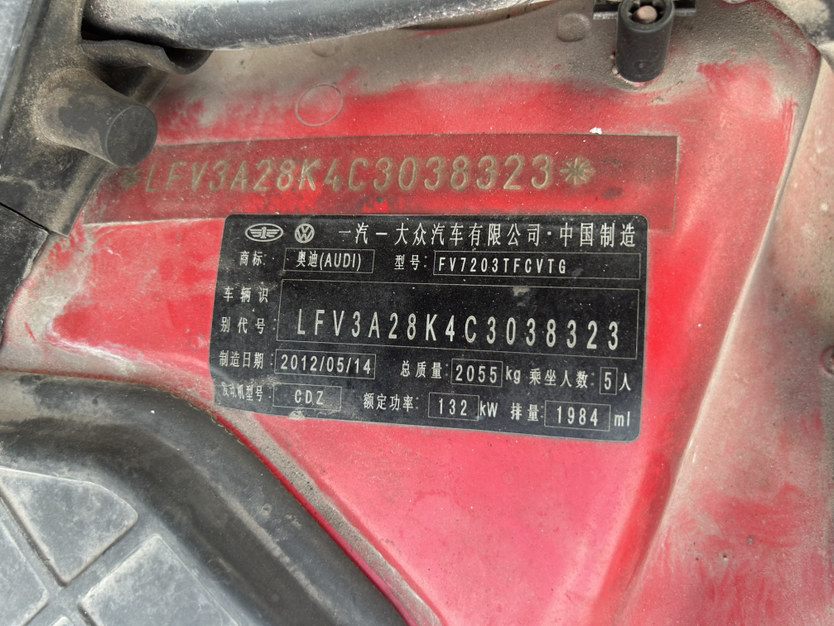 *LFV3A28K4C3038323*
一汽一大众汽车有限公司·中国制造
商标: 奥迪(AUDI) 型号: FV7203TFCVTG
车辆识别代号: LFV3A28K4C3038323
制造日期: 2012/05/14 总质量: 2055 kg 乘坐人数: 5 人
发动机型号: CDZ 额定功率: 132 kW 排量: 1984 ml